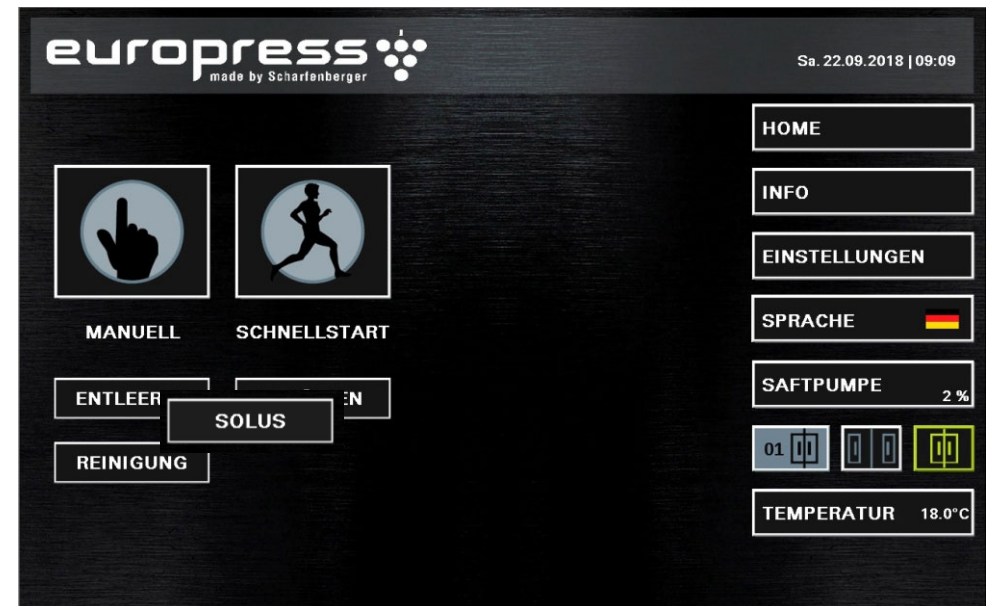 europress
made by Scharfenberger
Sa. 22.09.2018 | 09:09
HOME
INFO
EINSTELLUNGEN
SPRACHE
SAFTPUMPE
2 %
01
TEMPERATUR 18.0°C
MANUELL
SCHNELLSTART
SOLUS
REINIGUNG